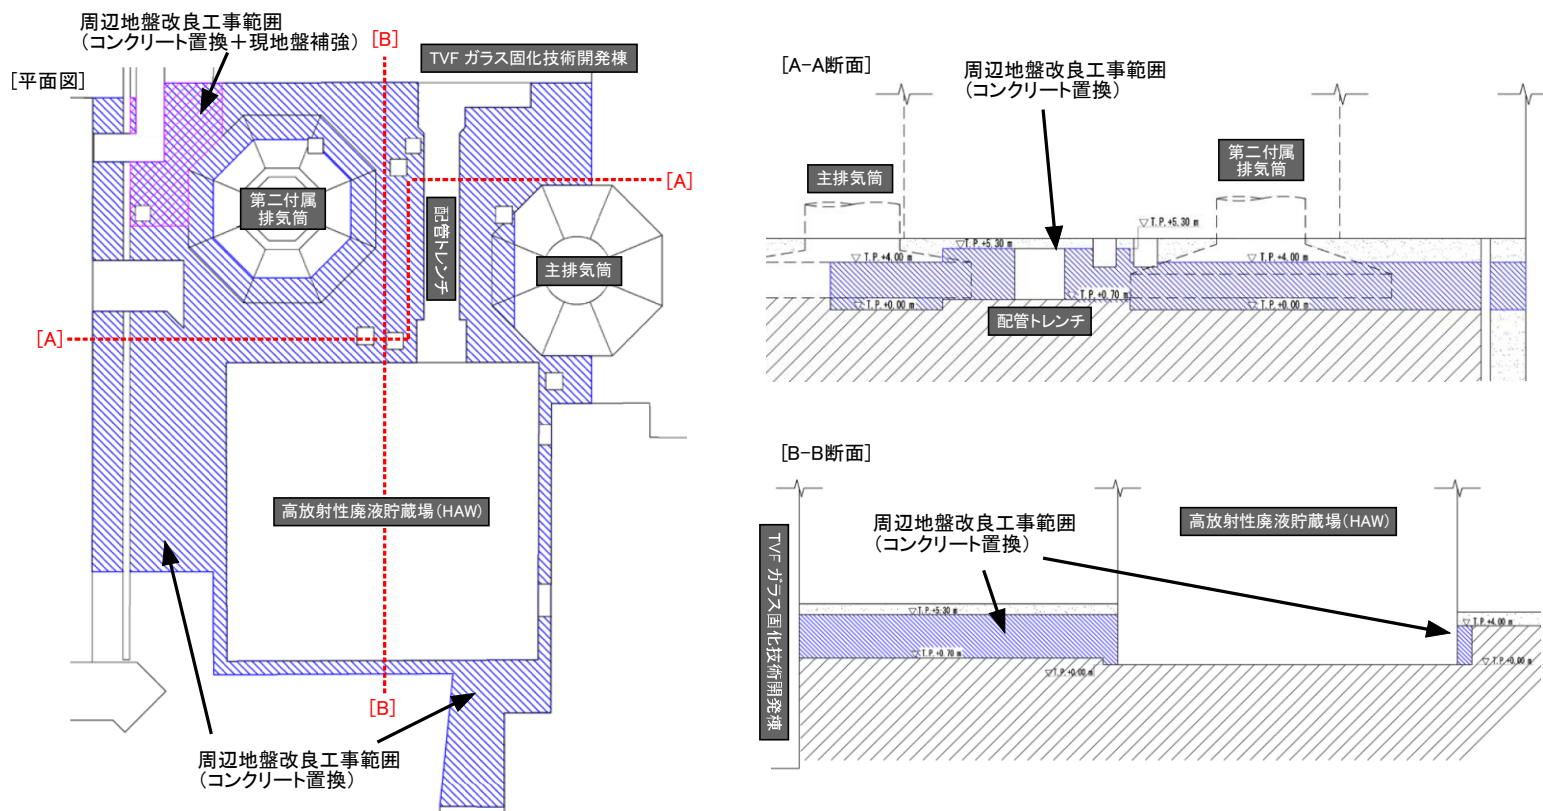 周辺地盤改良工事範囲
(コンクリート置換+現地盤補強)
[平面図]
[B]
TVF ガラス固化技術開発棟
第二付属
排気筒
配管トレンチ
[A]
主排気筒
[A]
高放射性廃液貯蔵場(HAW)
[B]
周辺地盤改良工事範囲
(コンクリート置換)
[A-A断面]
周辺地盤改良工事範囲
(コンクリート置換)
主排気筒
第二付属
排気筒
▽T.P.+5.30 m
▽T.P.+5.30 m
▽T.P.+4.00 m
▽T.P.+4.00 m
▽T.P.+0.70 m
▽T.P.+0.00 m
▽T.P.+0.00 m
配管トレンチ
[B-B断面]
周辺地盤改良工事範囲
(コンクリート置換)
高放射性廃液貯蔵場(HAW)
TVF ガラス固化技術開発棟
▽T.P.+5.30 m
▽T.P.+4.00 m
▽T.P.+0.70 m
▽T.P.+0.00 m
▽T.P.+0.00 m